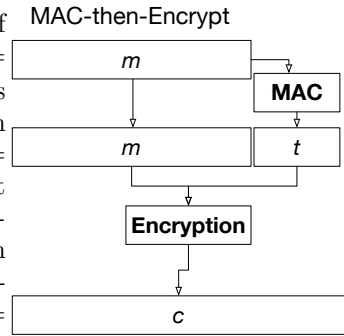 f
MAC-then-Encrypt
=
m
s
MAC
n
=
m
t
t
-
Encryption
n
-
=
c